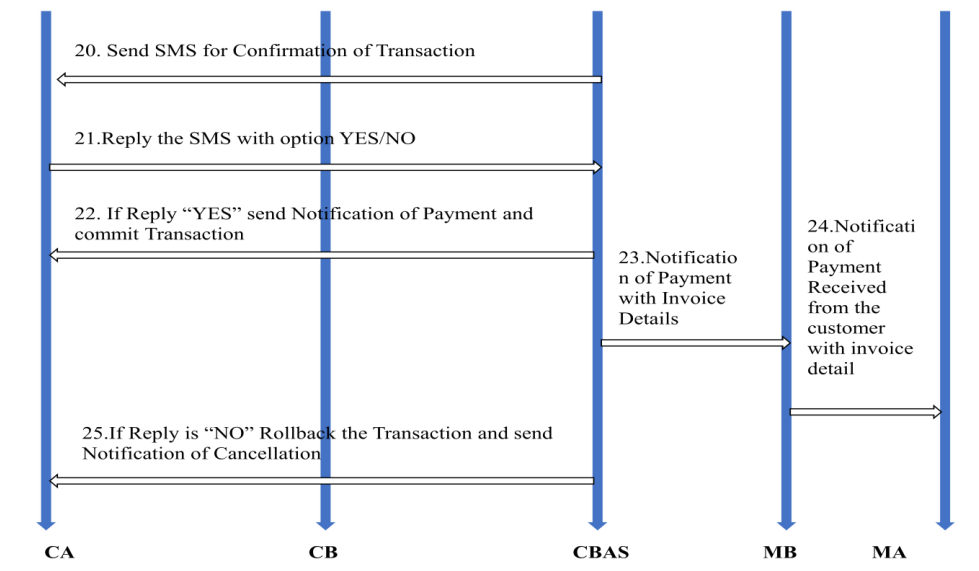 20. Send SMS for Confirmation of Transaction
21.Reply the SMS with option YES/NO
22. If Reply “YES” send Notification of Payment and
commit Transaction
23.Notificatio
n of Payment
with Invoice
Details
24.Notificati
on of
Payment
Received
from the
customer
with invoice
detail
25.If Reply is “NO” Rollback the Transaction and send
Notification of Cancellation
CA CB CBAS MB MA